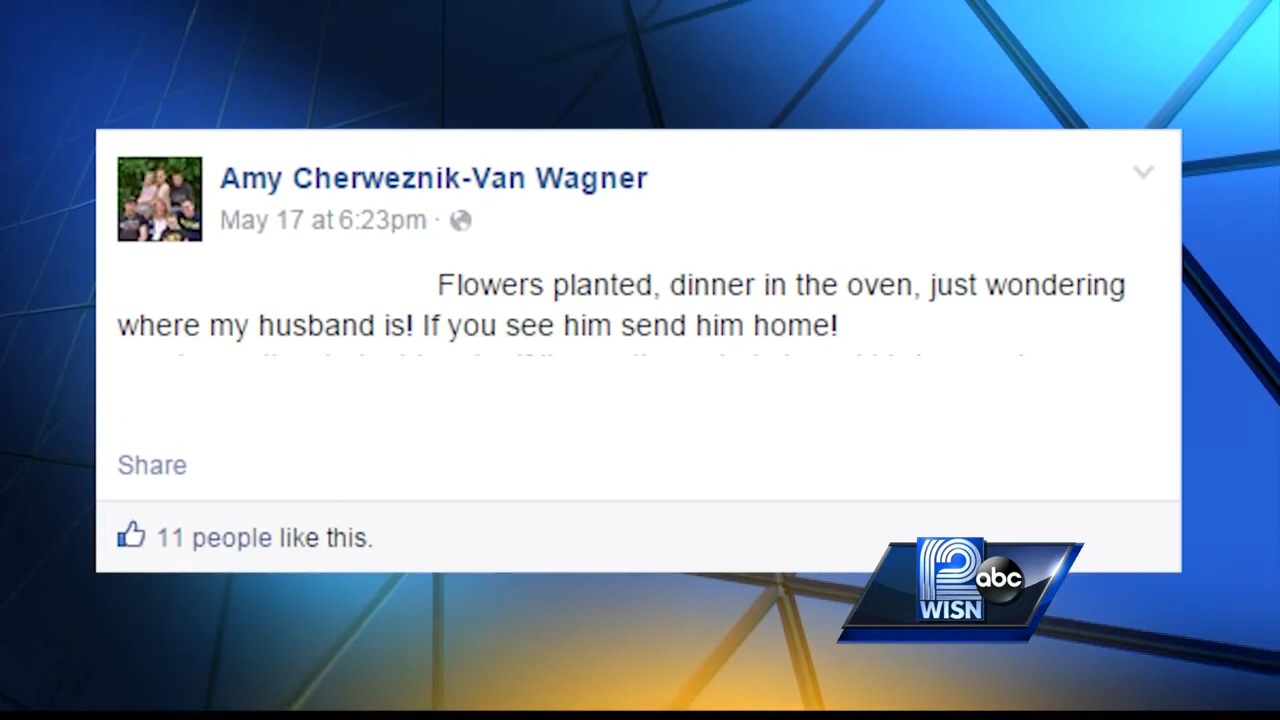 Amy Cherweznik-Van Wagner
May 17 at 6:23pm ·
Flowers planted, dinner in the oven, just wondering
where my husband is! If you see him send him home!
Share
11 people like this.
12
abc
WISN